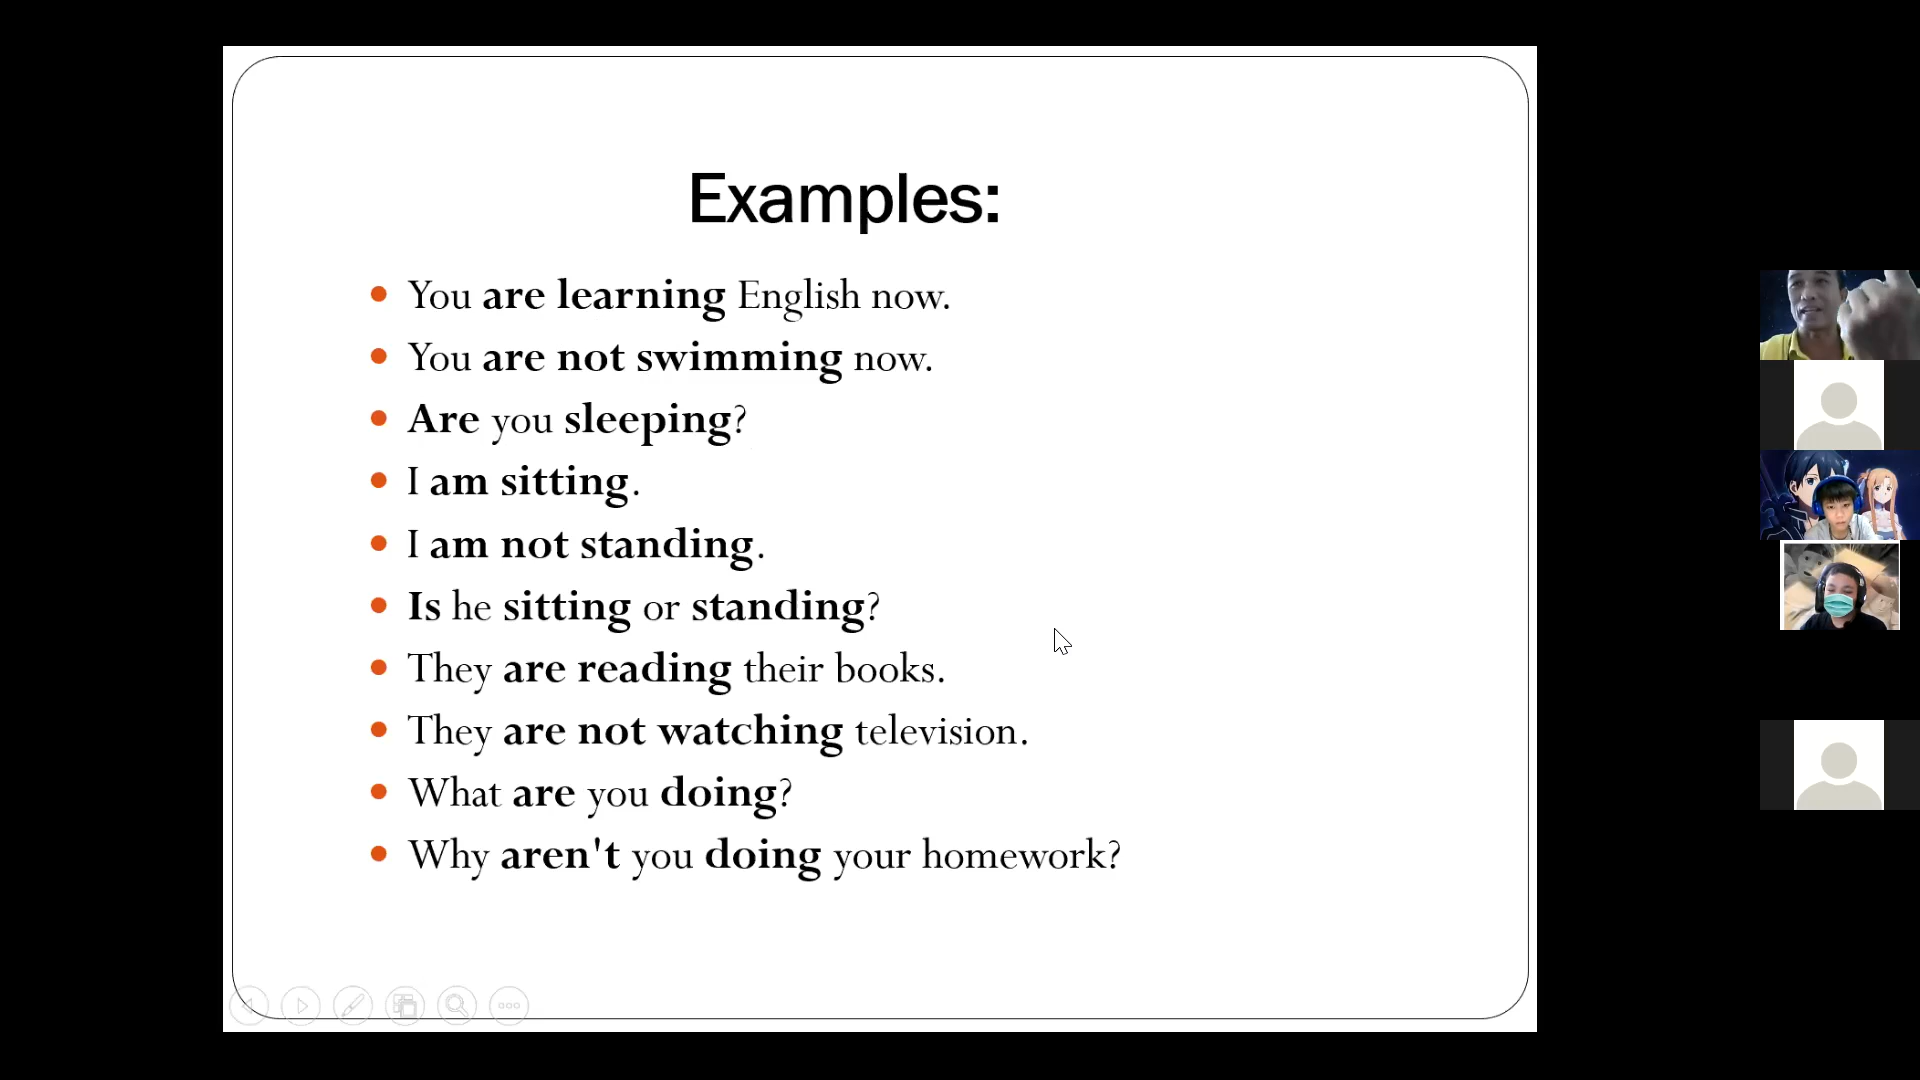 Examples:
You are learning English now.
You are not swimming now.
Are you sleeping?
I am sitting.
I am not standing.
Is he sitting or standing?
They are reading their books.
They are not watching television.
What are you doing?
Why aren't you doing your homework?